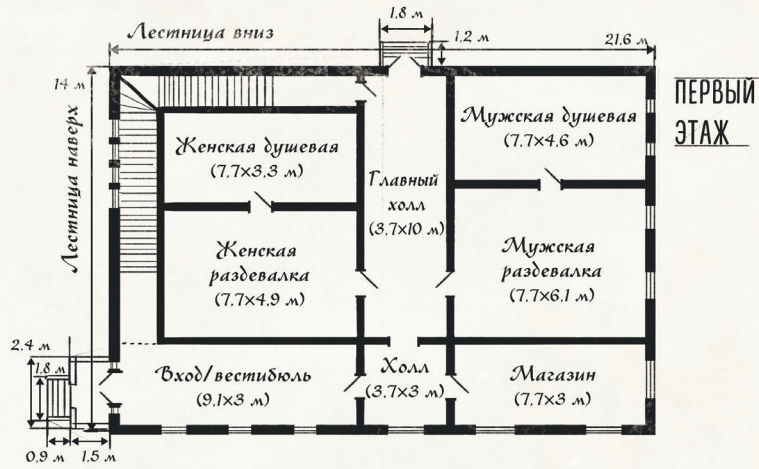 1,8 м
Лестница вниз
1,2 м
21,6 м
14 м
ПЕРВЫЙ
ЭТАЖ
Лестница наверх
Женская душевая
(7,7×3,3 м)
Мужская душевая
(7,7×4,6 м)
Главный
холл
(3,7×10 м)
Женская
раздевалка
(7,7×4,9 м)
Мужская
раздевалка
(7,7×6,1 м)
2,4 м
1,8 м
Вход/вестибюль
(9,1×3 м)
Холл
(3,7×3 м)
Магазин
(7,7×3 м)
0,9 м
1,5 м